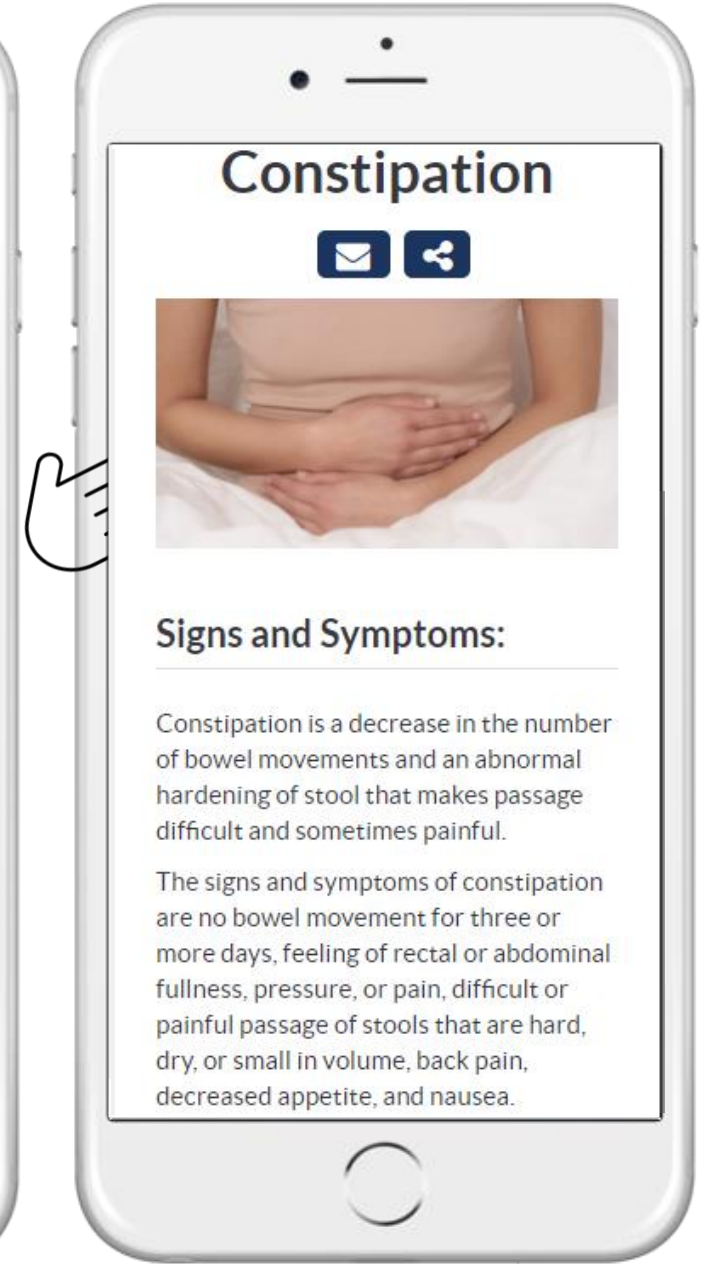 Constipation
Signs and Symptoms:
Constipation is a decrease in the number
of bowel movements and an abnormal
hardening of stool that makes passage
difficult and sometimes painful.
The signs and symptoms of constipation
are no bowel movement for three or
more days, feeling of rectal or abdominal
fullness, pressure, or pain, difficult or
painful passage of stools that are hard,
dry, or small in volume, back pain,
decreased appetite, and nausea.